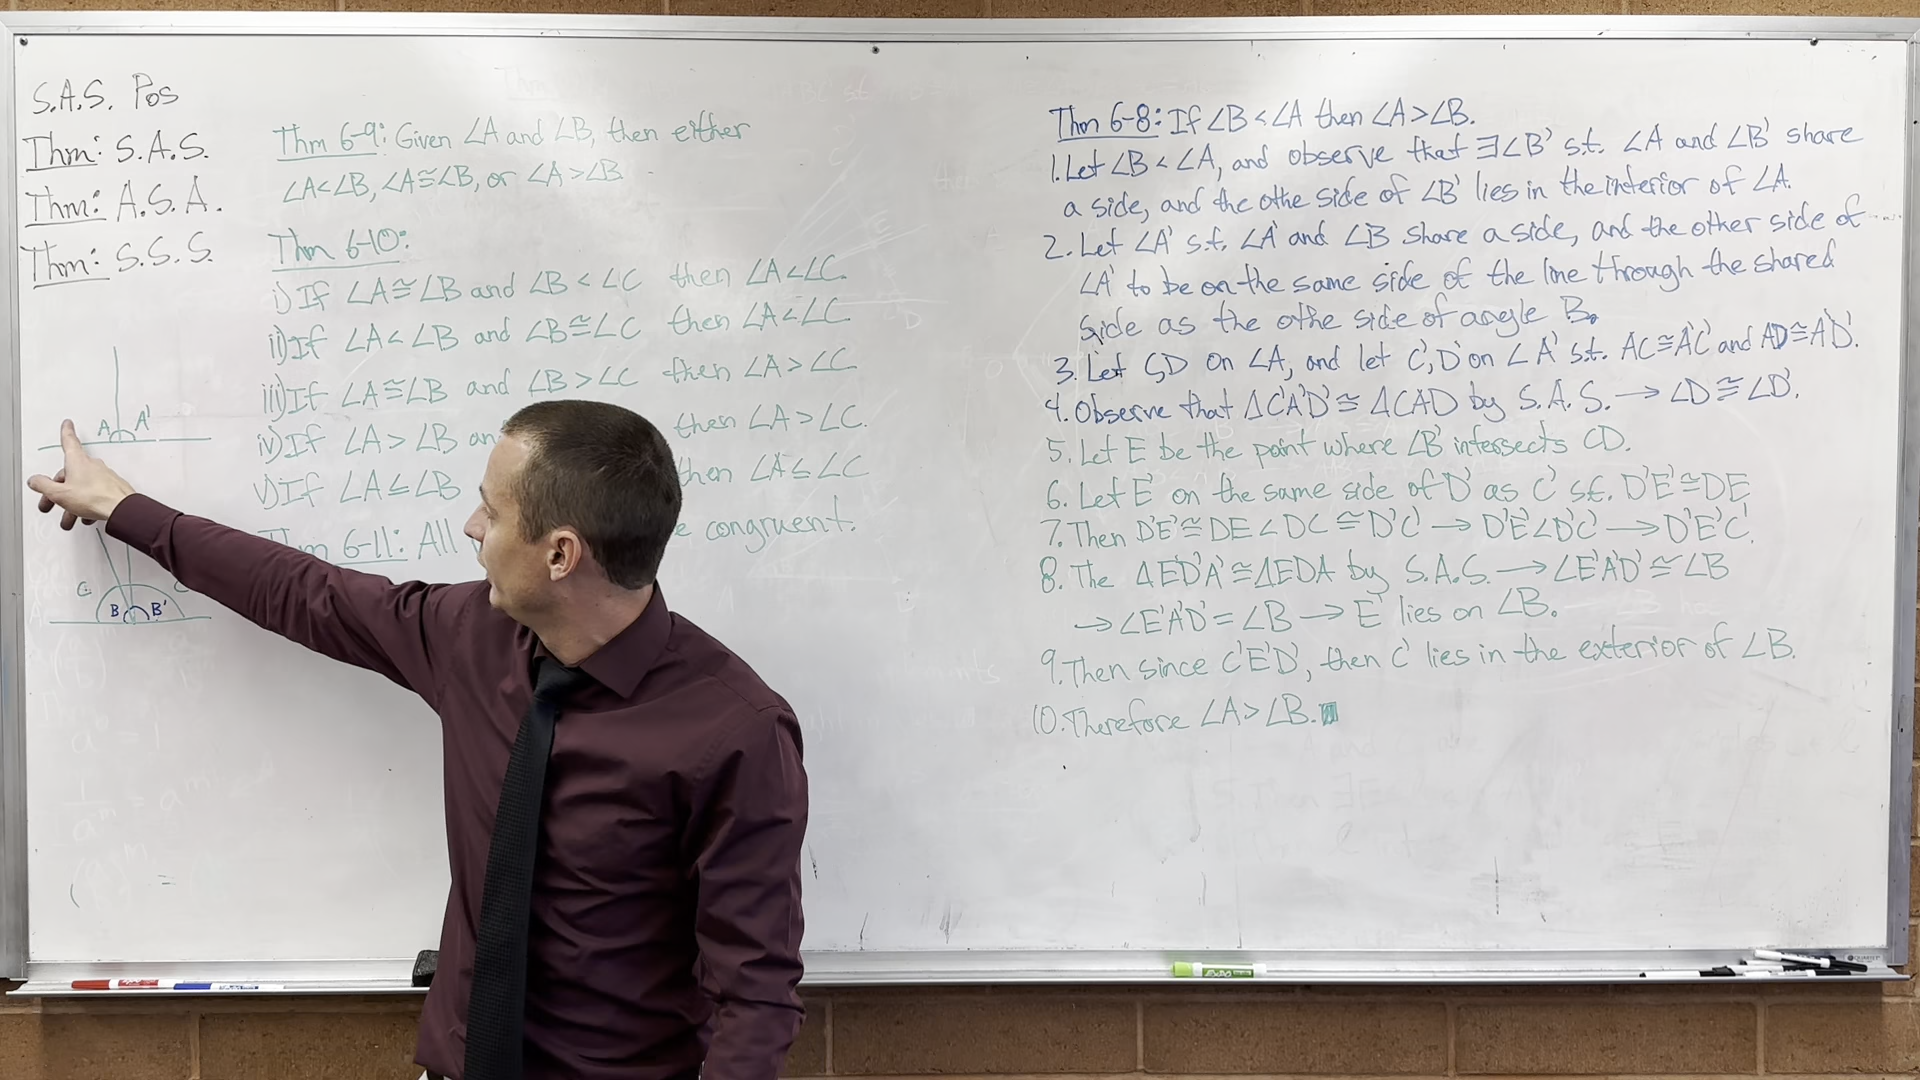 S.A.S. Pos
Thm: S.A.S.
Thm: A.S.A.
Thm: S.S.S.
A A'
C
B B'
Thm 6-9: Given ∠A and ∠B, then either
∠A<∠B, ∠A≅∠B, or ∠A>∠B
Thm 6-10:
i) If ∠A≅∠B and ∠B<∠C then ∠A<∠C.
ii) If ∠A<∠B and ∠B≅∠C then ∠A<∠C.
iii) If ∠A≅∠B and ∠B>∠C then ∠A>∠C.
iv) If ∠A>∠B an then ∠A>∠C.
v) If ∠A≤∠B then ∠A≤∠C
Thm 6-11: All congruent.
Thm 6-8: If ∠B<∠A then ∠A>∠B.
1. Let ∠B<∠A, and observe that ∃∠B' s.t. ∠A and ∠B' share
a side, and the othe side of ∠B' lies in the interior of ∠A.
2. Let ∠A' s.t. ∠A' and ∠B share a side, and the other side of
∠A' to be on the same side of the line through the shared
side as the othe side of angle B.
3. Let C,D on ∠A, and let C',D' on ∠A' s.t. AC≅A'C' and AD≅A'D'.
4. Observe that ΔC'A'D'≅ΔCAD by S.A.S. → ∠D≅∠D'.
5. Let E be the point where ∠B' intersects CD.
6. Let E' on the same side of D' as C' s.t. D'E'≅DE
7. Then D'E'≅DE<DC≅D'C' → D'E'<D'C' → D'E'C'.
8. The ΔE'D'A'≅ΔEDA by S.A.S. → ∠E'A'D'≅∠B
→ ∠E'A'D'=∠B → E' lies on ∠B.
9. Then since C'E'D', then C' lies in the exterior of ∠B.
10. Therefore ∠A>∠B.